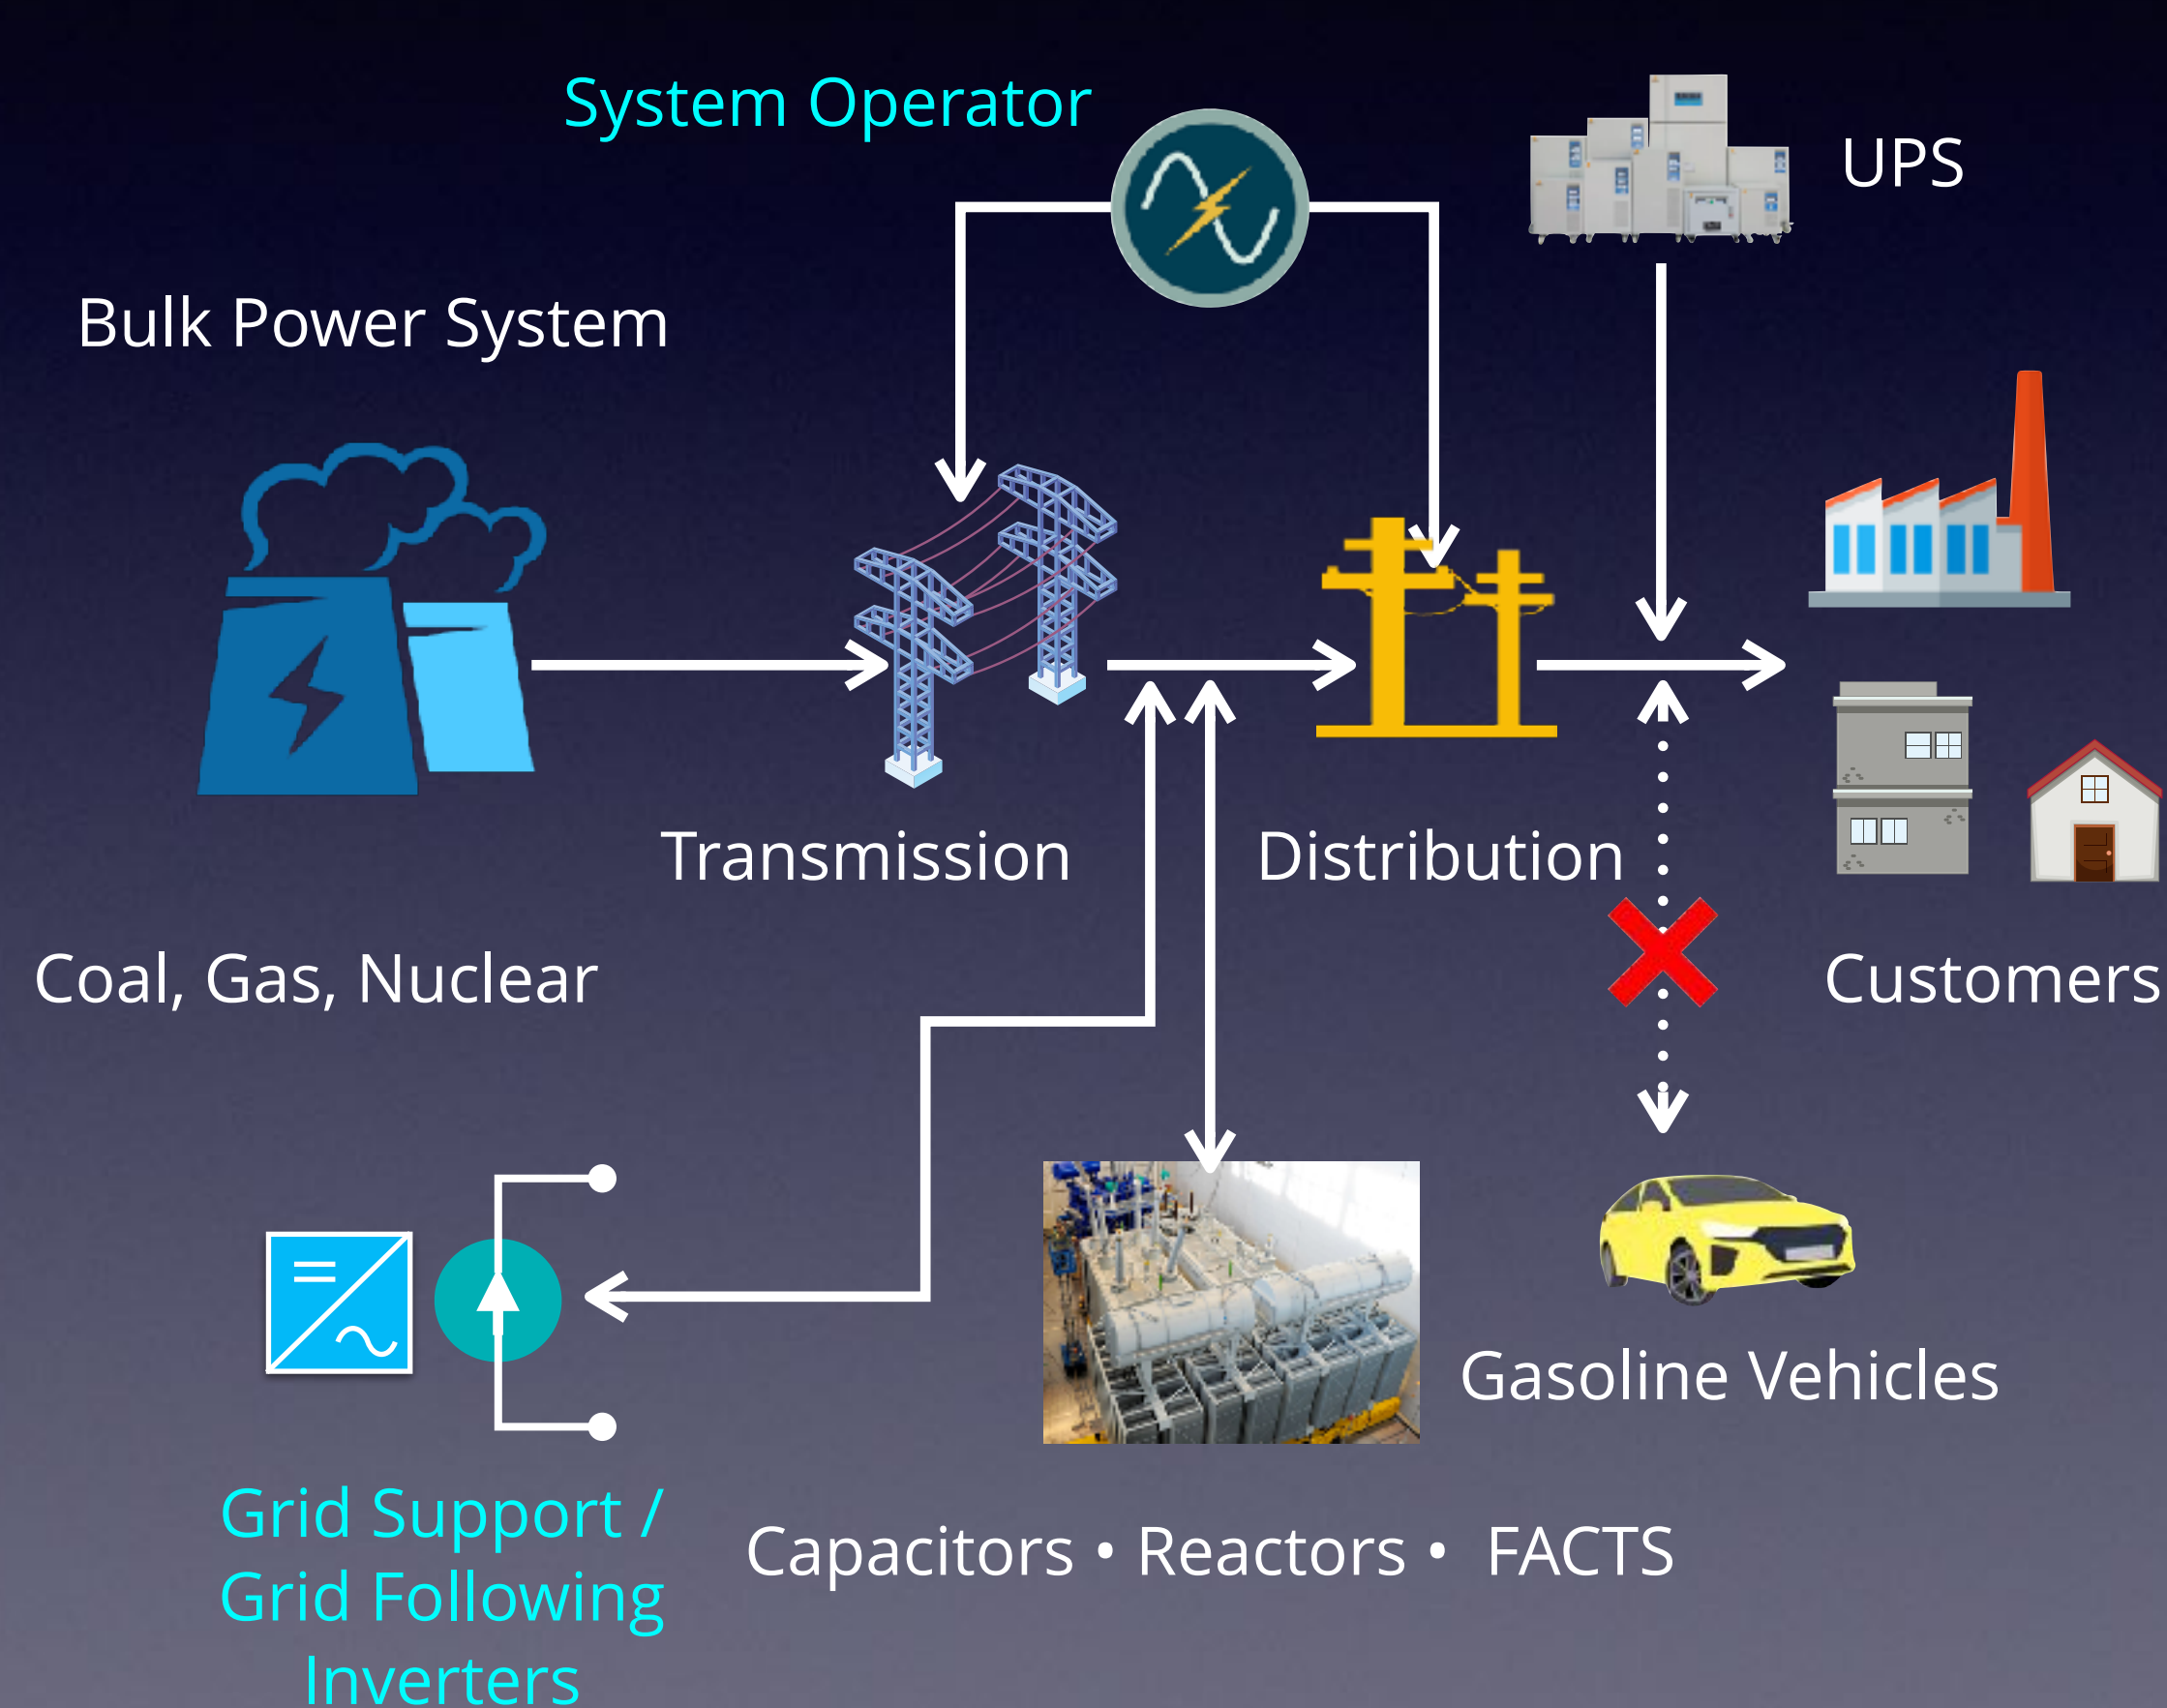 System Operator
UPS
Bulk Power System
Transmission
Distribution
Coal, Gas, Nuclear
Customers
Gasoline Vehicles
Grid Support /
Grid Following
Inverters
Capacitors • Reactors • FACTS